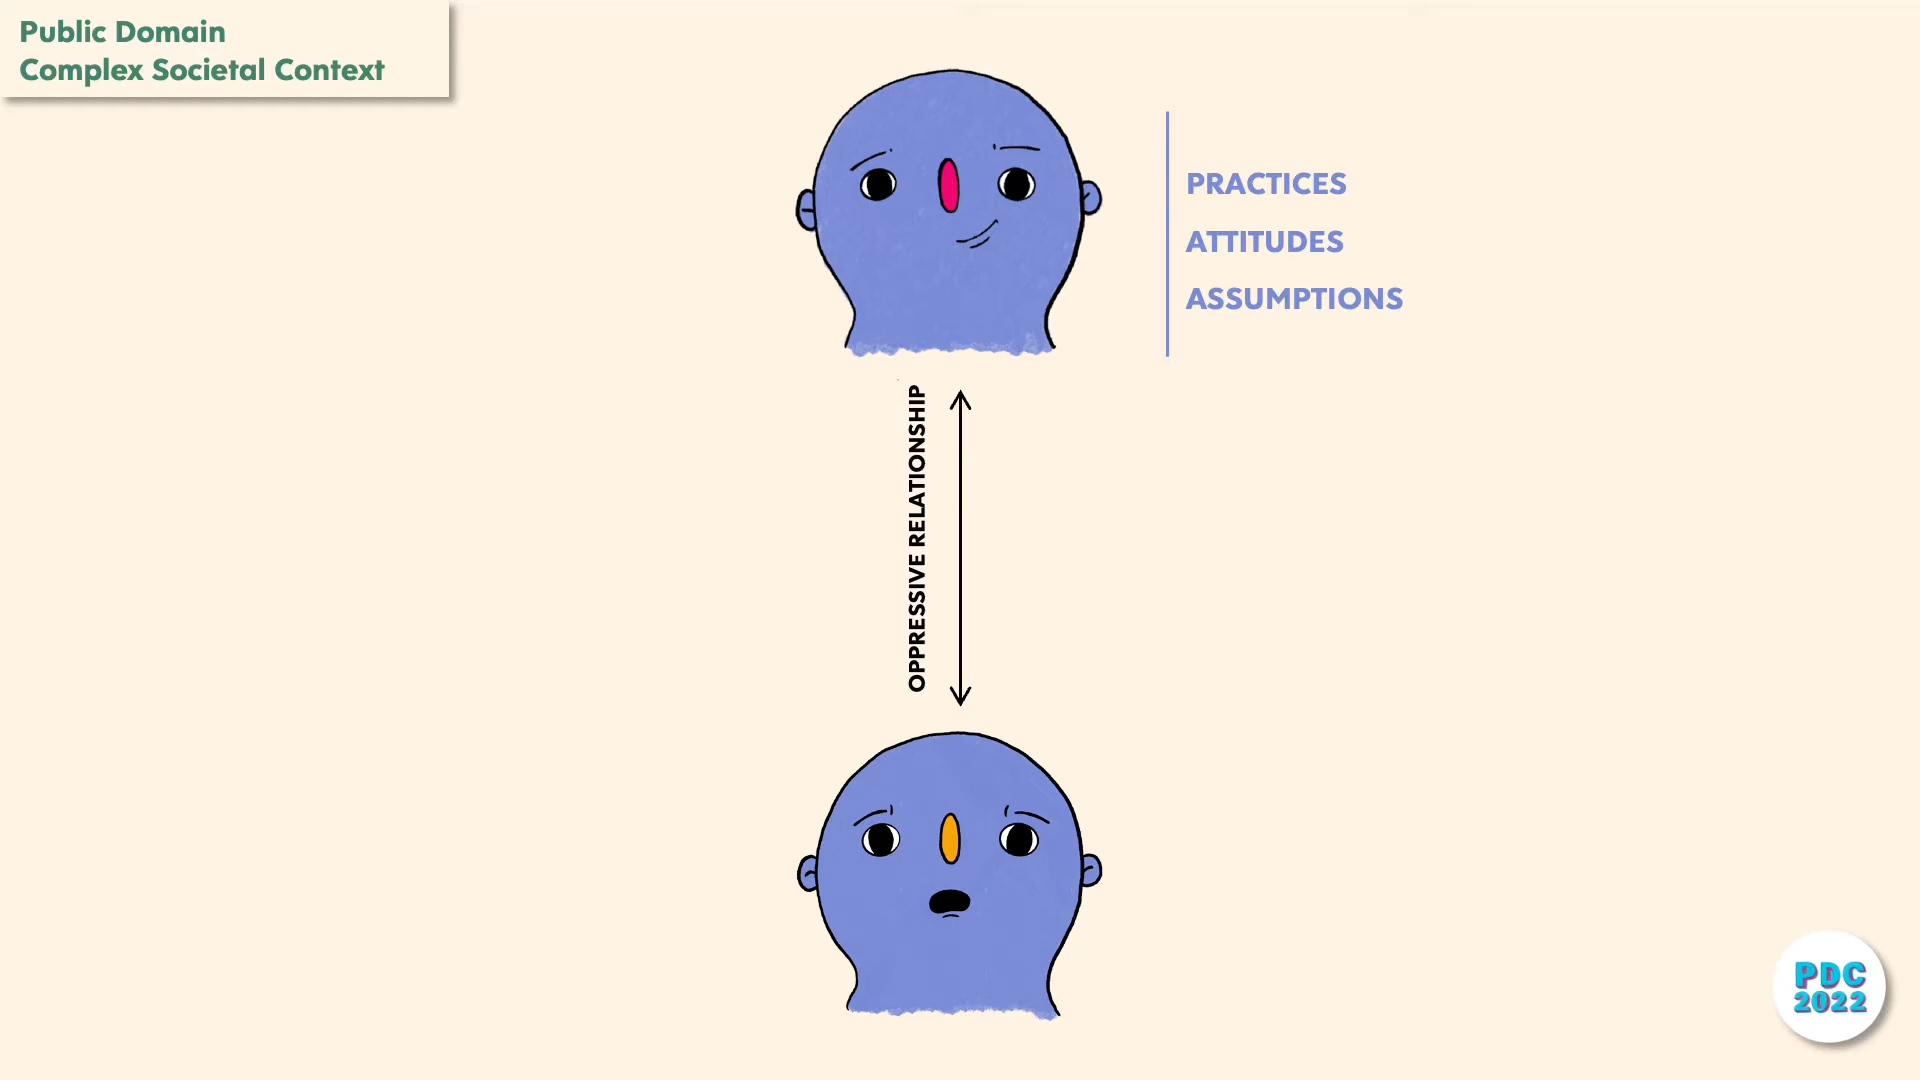 Public Domain
Complex Societal Context
PRACTICES
ATTITUDES
ASSUMPTIONS
OPPRESSIVE RELATIONSHIP
PDC
2022